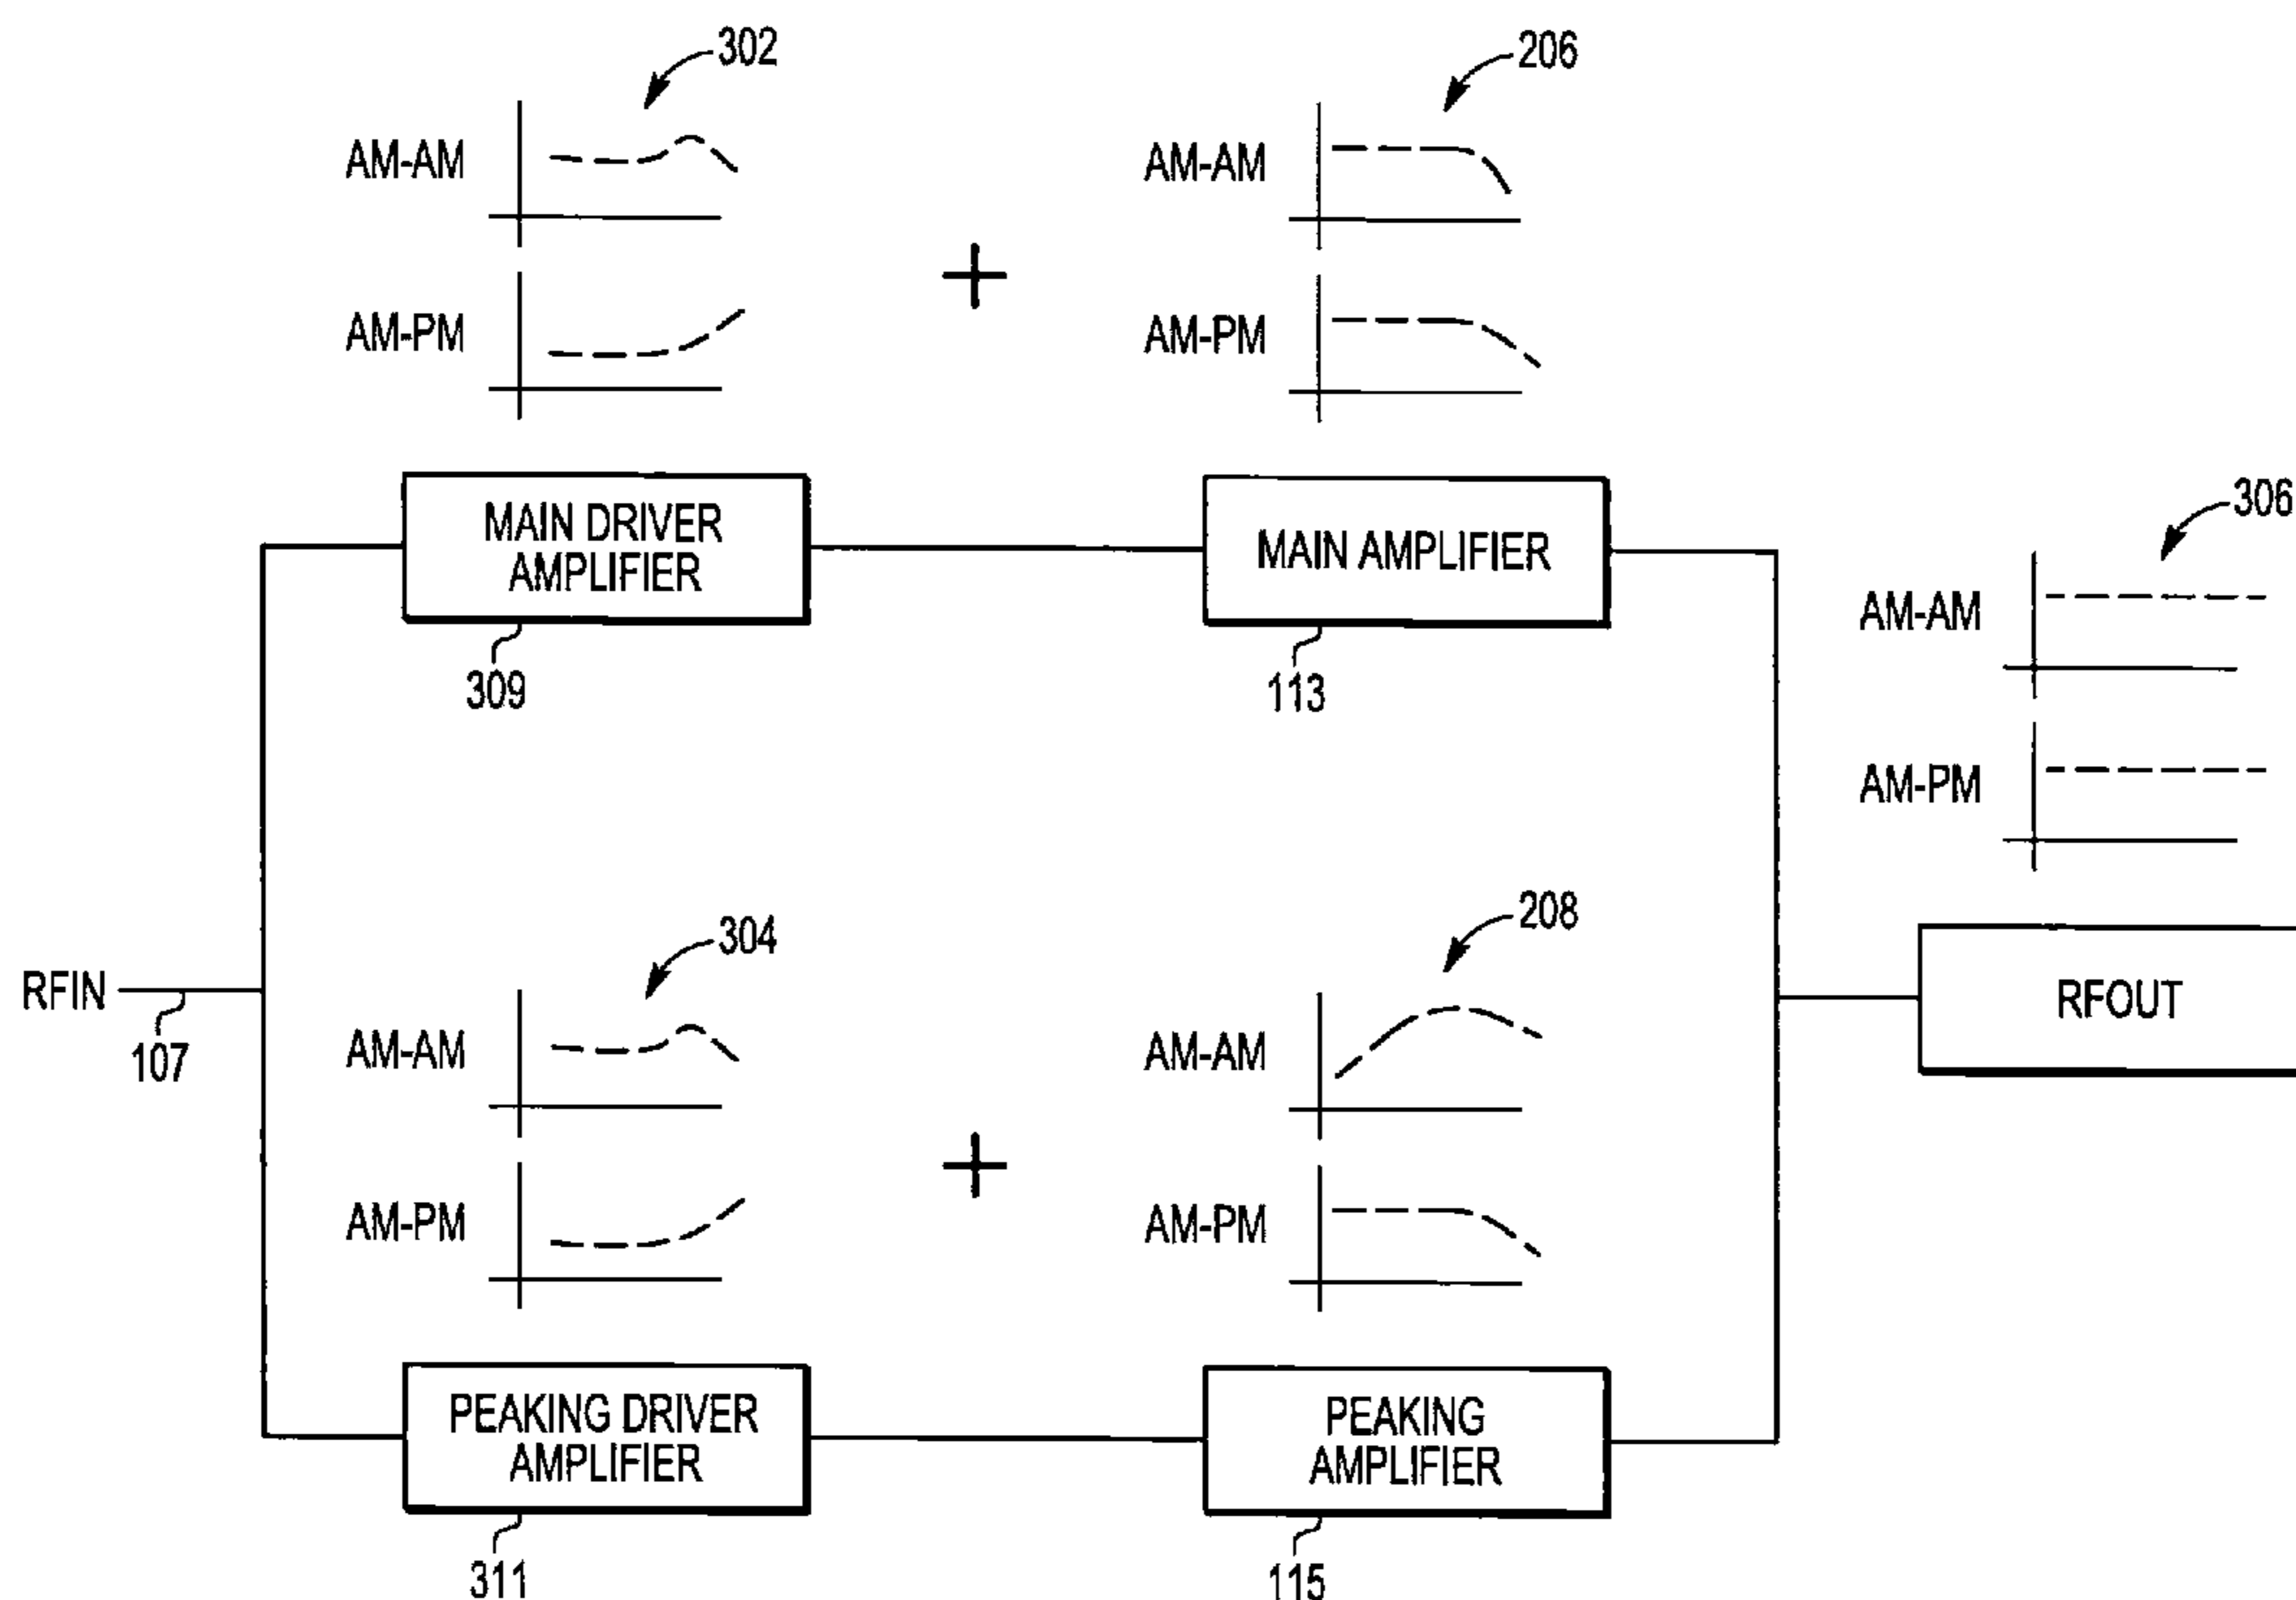 302
206
AM-AM
AM-AM
+
+
AM-PM
AM-PM
MAIN DRIVER
AMPLIFIER
MAIN AMPLIFIER
306
309
113
AM-AM
AM-PM
304
208
RFIN
107
AM-AM
AM-AM
RFOUT
AM-PM
AM-PM
PEAKING DRIVER
AMPLIFIER
PEAKING
AMPLIFIER
311
115